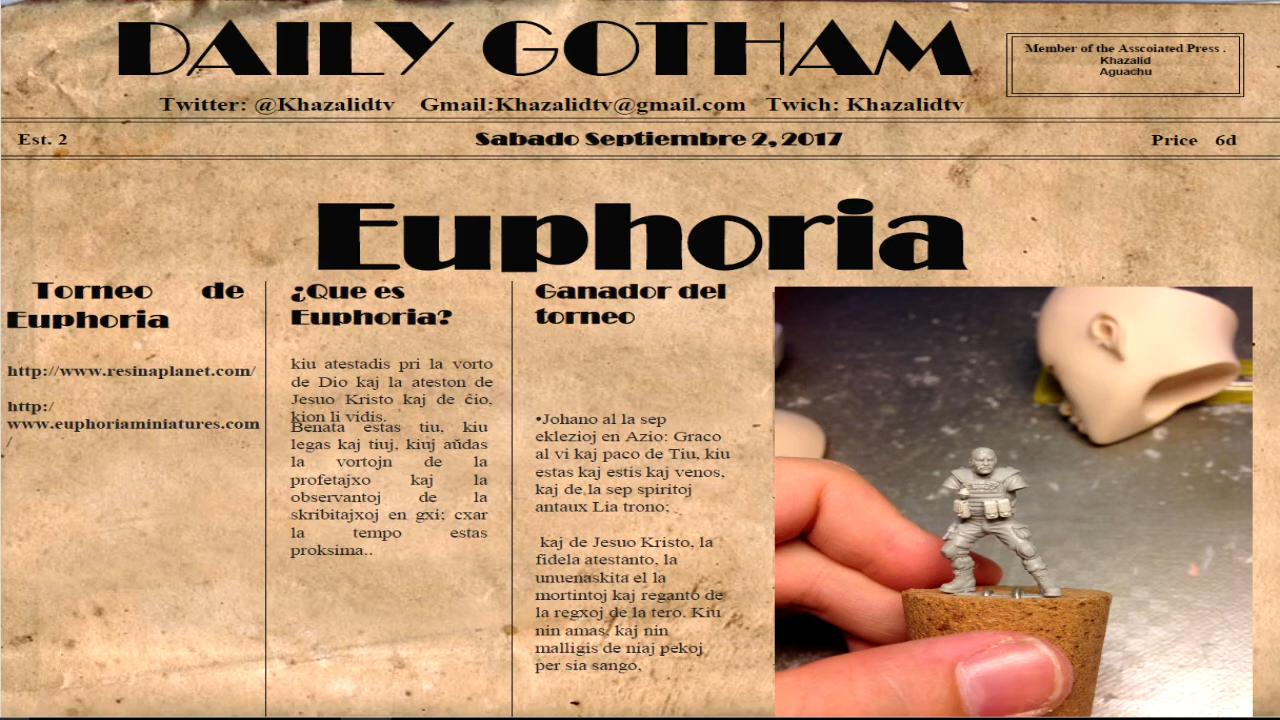 DAILY GOTHAM
Member of the Asscoiated Press .
Khazalid
Aguachu
Twitter: @Khazalidtv Gmail:Khazalidtv@gmail.com Twich: Khazalidtv
Est. 2
Sabado Septiembre 2, 2017
Price 6d
Euphoria
Torneo de
Euphoria
http://www.resinaplanet.com/
http:/
www.euphoriaminiatures.com
/
¿Que es
Euphoria?
kiu atestadis pri la vorto
de Dio kaj la ateston de
Jesuo Kristo kaj de ĉio,
kion li vidis.
Benata estas tiu, kiu
legas kaj tiuj, kiuj aŭdas
la vortojn de la
profetajxo kaj la
observantoj de la
skribitajxoj en gxi; cxar
la tempo estas
proksima..
Ganador del
torneo
•Johano al la sep
eklezioj en Azio: Graco
al vi kaj paco de Tiu, kiu
estas kaj estis kaj venos,
kaj de la sep spiritoj
antaux Lia trono;
kaj de Jesuo Kristo, la
fidela atestanto, la
unuenaskita el la
mortintoj kaj reganto de
la regxoj de la tero. Kiu
nin amas, kaj nin
malligis de niaj pekoj
per sia sango,